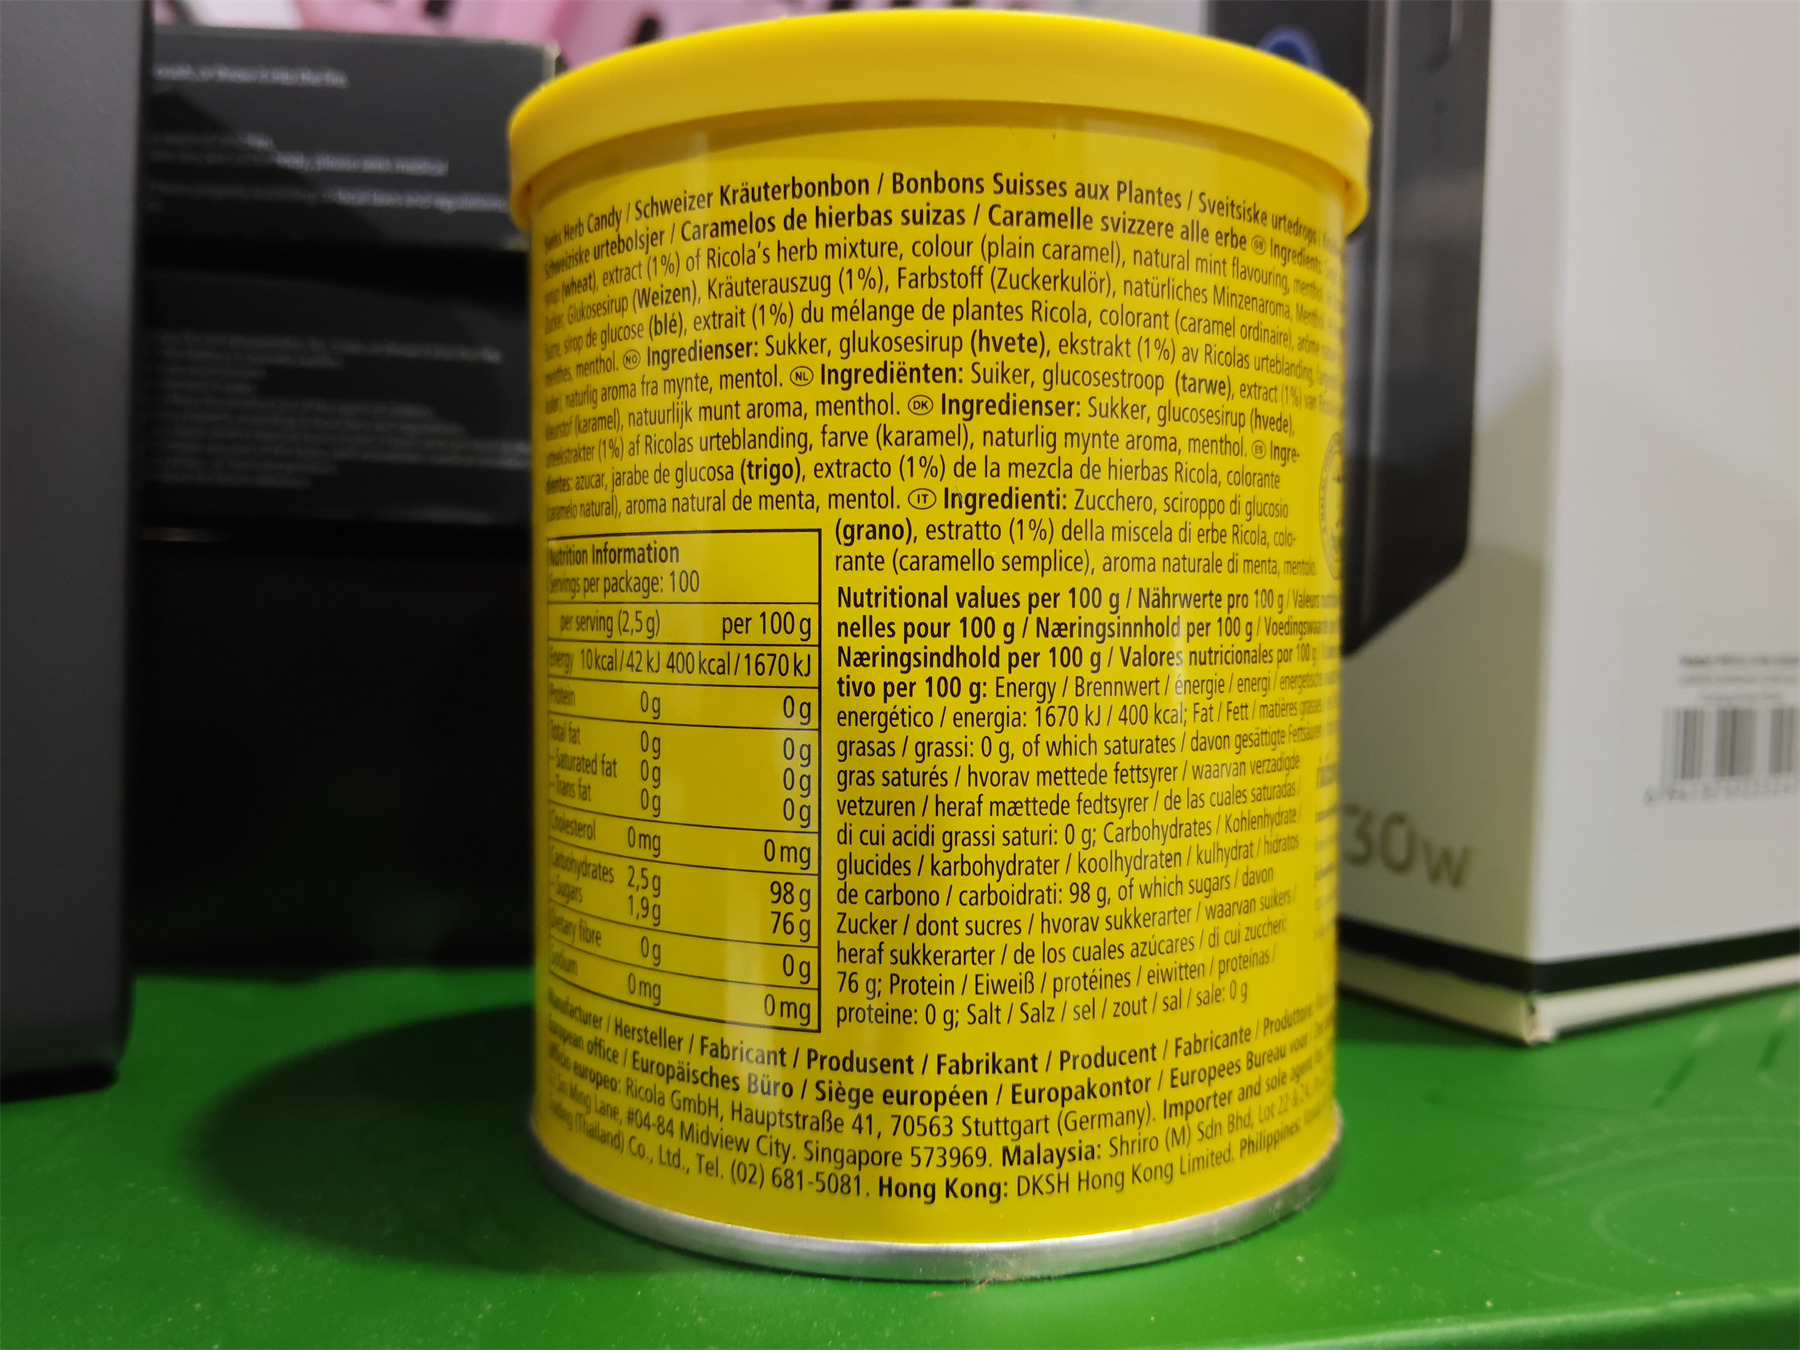 Swiss Herb Candy / Schweizer Kräuterbonbon / Bonbons Suisses aux Plantes / Sveitsiske urtedrops /
Schweiziske urtebolsjer / Caramelos de hierbas suizas / Caramelle svizzere alle erbe GB Ingredients:
(wheat), extract (1%) of Ricola's herb mixture, colour (plain caramel), natural mint flavouring, menthol
Glukosesirup (Weizen), Kräuterauszug (1%), Farbstoff (Zuckerkulör), natürliches Minzenaroma, Menthol
sirop de glucose (blé), extrait (1%) du mélange de plantes Ricola, colorant (caramel ordinaire), arôme
menthes, menthol. NO Ingredienser: Sukker, glukosesirup (hvete), ekstrakt (1%) av Ricolas urteblanding,
naturlig aroma fra mynte, mentol. NL Ingrediënten: Suiker, glucosestroop (tarwe), extract (1%) van
(karamel), natuurlijk munt aroma, menthol. DK Ingredienser: Sukker, glucosesirup (hvede),
(1%) af Ricolas urteblanding, farve (karamel), naturlig mynte aroma, menthol. ES Ingre-
dientes: azucar, jarabe de glucosa (trigo), extracto (1%) de la mezcla de hierbas Ricola, colorante
(caramelo natural), aroma natural de menta, mentol. IT Ingredienti: Zucchero, sciroppo di glucosio
(grano), estratto (1%) della miscela di erbe Ricola, colo-
rante (caramello semplice), aroma naturale di menta, mentolo.
Nutrition Information
Servings per package: 100
per serving (2,5 g) per 100 g
Energy 10 kcal / 42 kJ 400 kcal / 1670 kJ
Protein 0 g 0 g
Total fat 0 g 0 g
- Saturated fat 0 g 0 g
- Trans fat 0 g 0 g
Cholesterol 0 mg 0 mg
Carbohydrates 2,5 g 98 g
- Sugars 1,9 g 76 g
Dietary fibre 0 g 0 g
Sodium 0 mg 0 mg
Nutritional values per 100 g / Nährwerte pro 100 g / Valeurs
nelles pour 100 g / Næringsinnhold per 100 g /
Næringsindhold per 100 g / Valores nutricionales por 100 g /
tivo per 100 g: Energy / Brennwert / énergie / energi /
energético / energia: 1670 kJ / 400 kcal; Fat / Fett / matières grasses
grasas / grassi: 0 g, of which saturates / davon gesättigte Fettsäuren
gras saturés / hvorav mettede fettsyrer / waarvan verzadigde
vetzuren / heraf mættede fedtsyrer / de las cuales saturadas /
di cui acidi grassi saturi: 0 g; Carbohydrates / Kohlenhydrate /
glucides / karbohydrater / koolhydraten / kulhydrat / hidratos
de carbono / carboidrati: 98 g, of which sugars / davon
Zucker / dont sucres / hvorav sukkerarter / waarvan suikers /
heraf sukkerarter / de los cuales azúcares / di cui zuccheri:
76 g; Protein / Eiweiß / protéines / eiwitten / proteínas /
proteine: 0 g; Salt / Salz / sel / zout / sal / sale: 0 g
Manufacturer / Hersteller / Fabricant / Produsent / Fabrikant / Producent / Fabricante / Produttore
European office / Europäisches Büro / Siège européen / Europakontor / Europees Bureau voor
europeo: Ricola GmbH, Hauptstraße 41, 70563 Stuttgart (Germany). Importer and sole agent
Sin Ming Lane, #04-84 Midview City. Singapore 573969. Malaysia: Shriro (M) Sdn Bhd, Lot 22 & 24,
(Thailand) Co., Ltd., Tel. (02) 681-5081. Hong Kong: DKSH Hong Kong Limited. Philippines:
30w